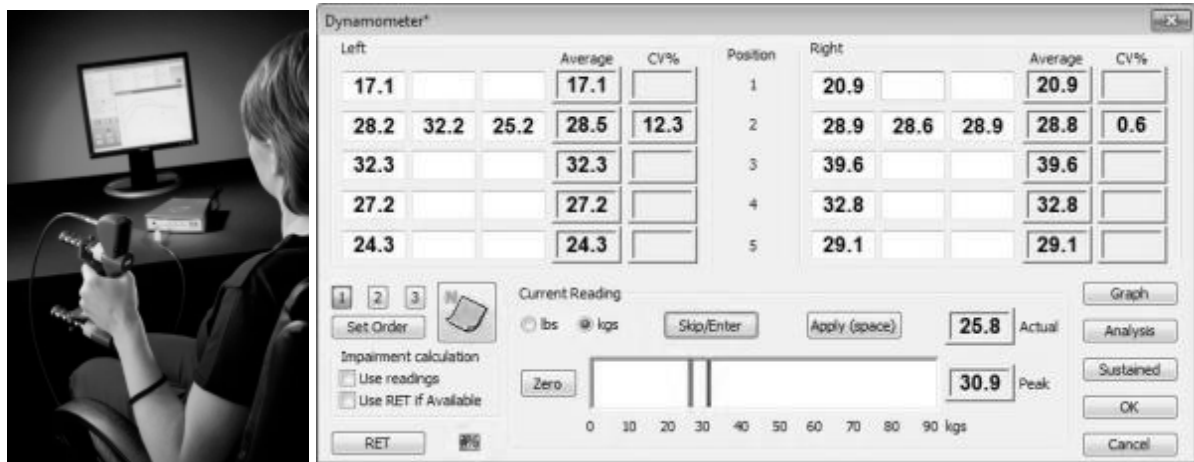 Dynamometer*
Left Average CV% Position Right Average CV%
17.1 17.1 1 20.9 20.9
28.2 32.2 25.2 28.5 12.3 2 28.9 28.6 28.9 28.8 0.6
32.3 32.3 3 39.6 39.6
27.2 27.2 4 32.8 32.8
24.3 24.3 5 29.1 29.1
1 2 3 N Current Reading Graph
Set Order lbs kgs Skip/Enter Apply (space) 25.8 Actual Analysis
Impairment calculation
Use readings Zero 30.9 Peak Sustained
Use RET if Available OK
0 10 20 30 40 50 60 70 80 90 kgs
RET Cancel